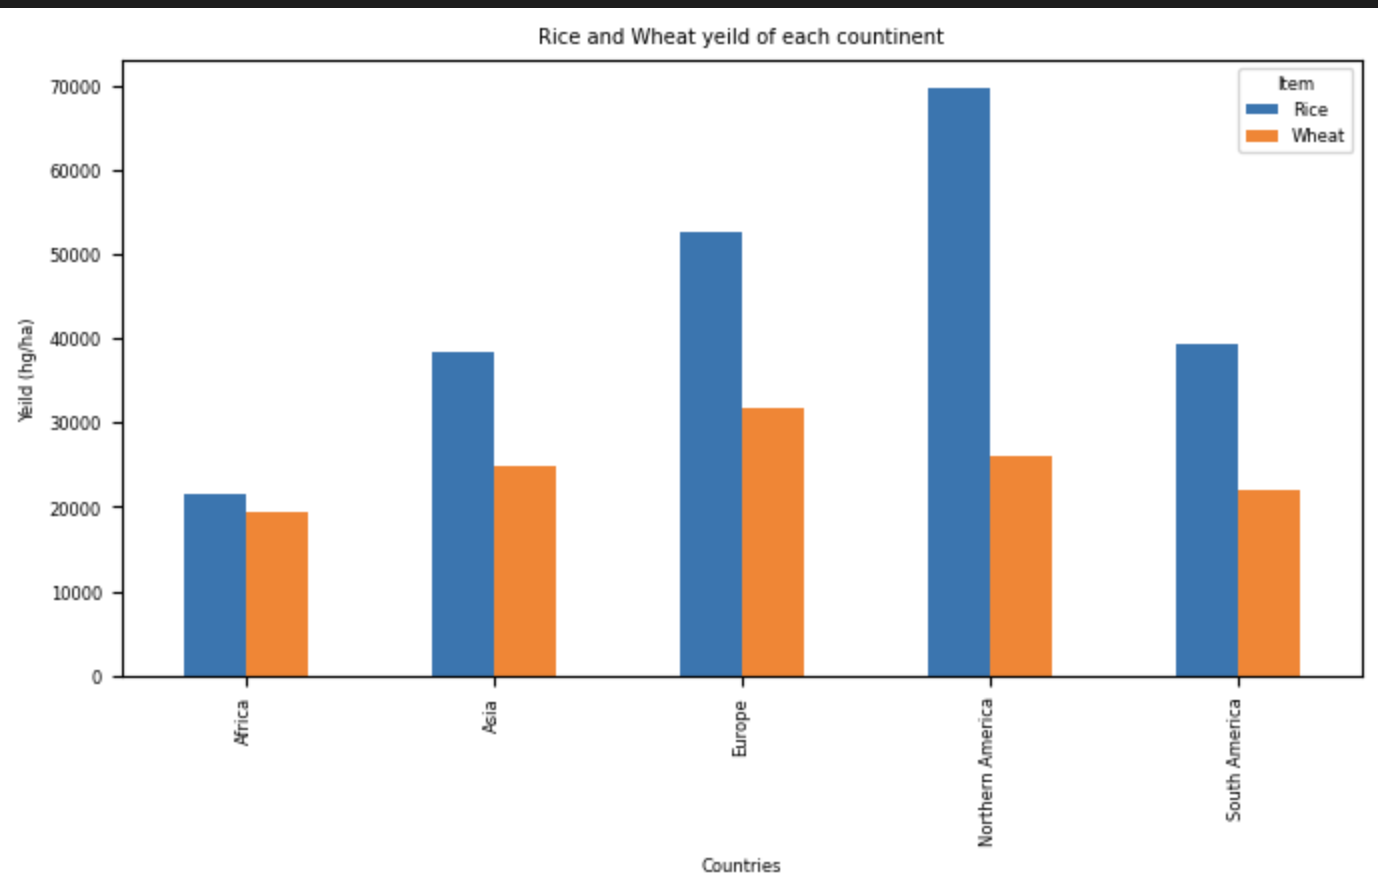 Rice and Wheat yeild of each countinent
Item
Rice
Wheat
Yeild (hg/ha)
70000
60000
50000
40000
30000
20000
10000
0
Africa
Asia
Europe
Northern America
South America
Countries